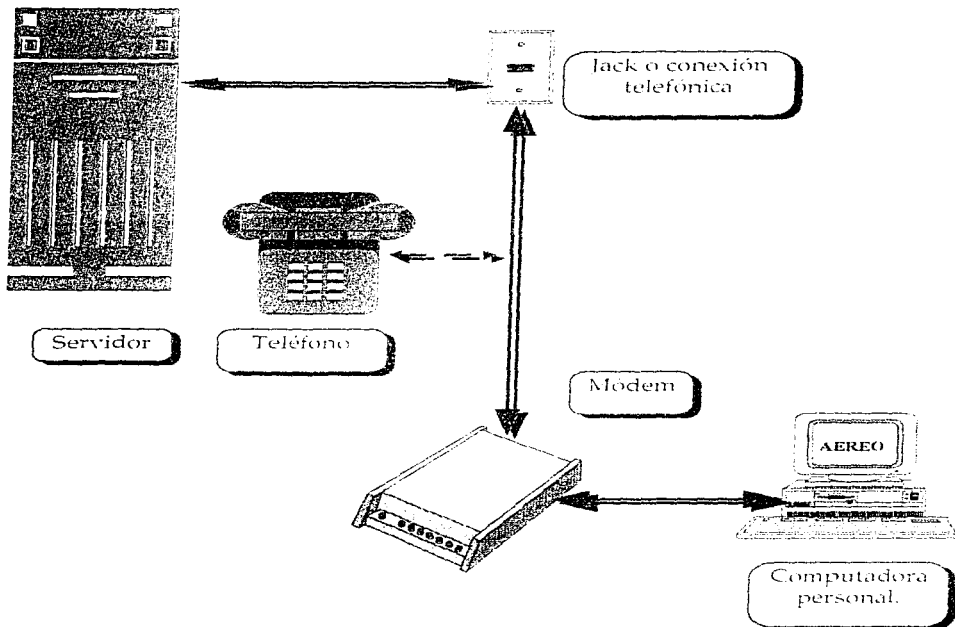 Jack o conexión
telefónica
Servidor
Teléfono
Módem
AEREO
Computadora
personal.